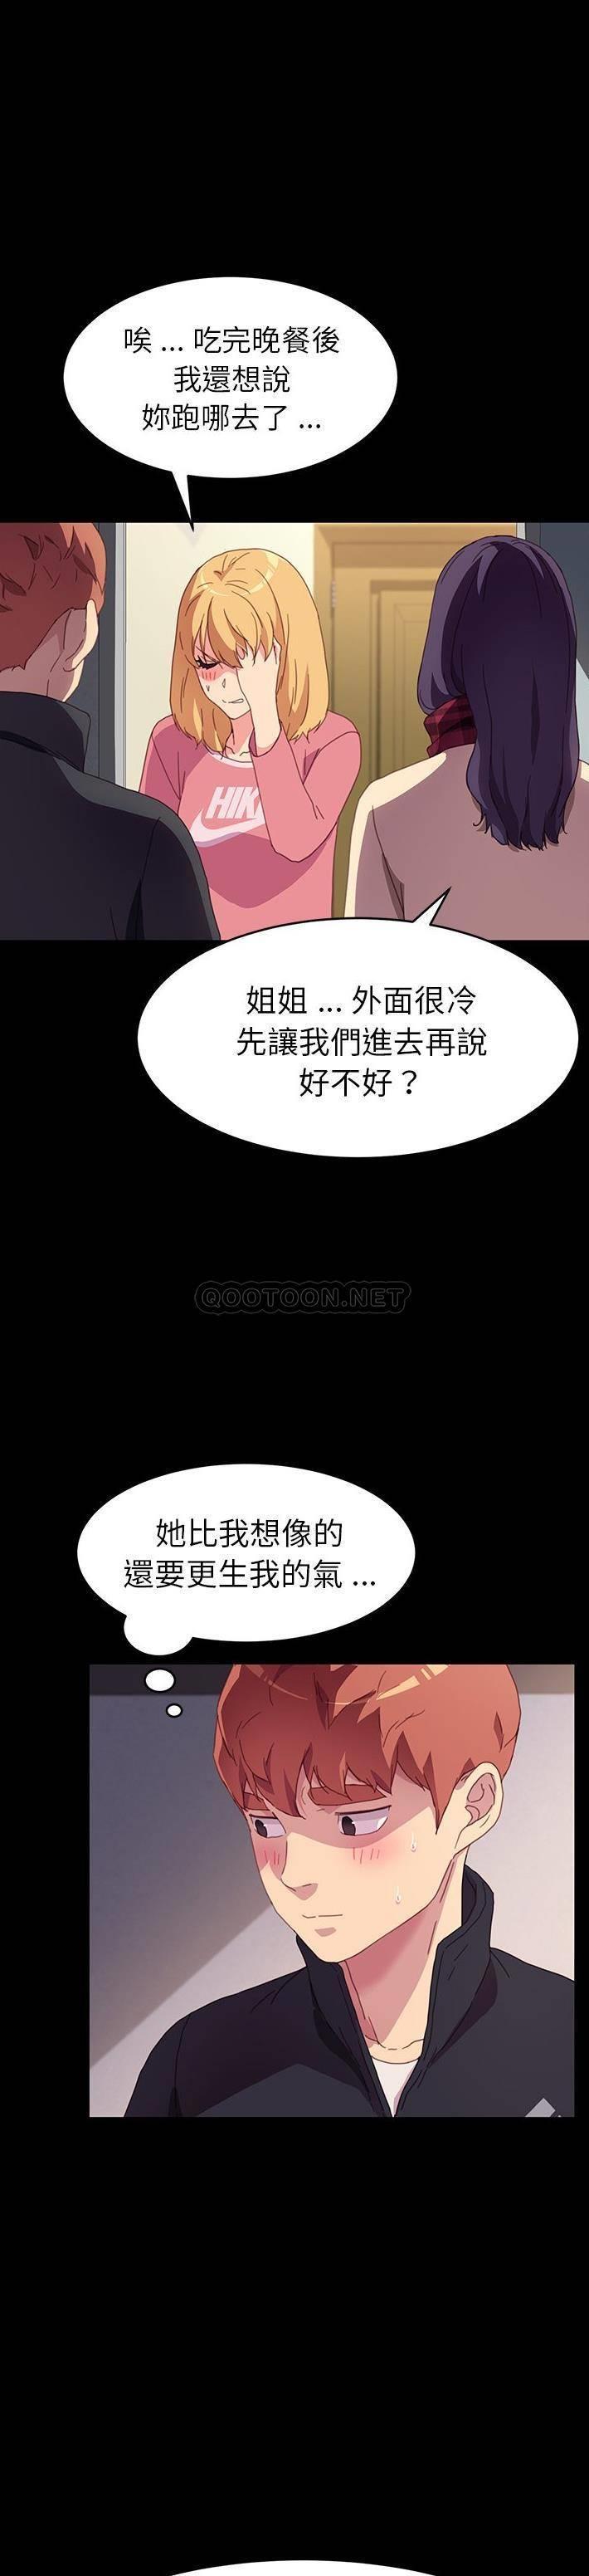 唉 ... 吃完晚餐後
我還想說
妳跑哪去了 ...
HIK
姐姐 ... 外面很冷
先讓我們進去再說
好不好？
QOOTOON.NET
她比我想像的
還要更生我的氣 ...